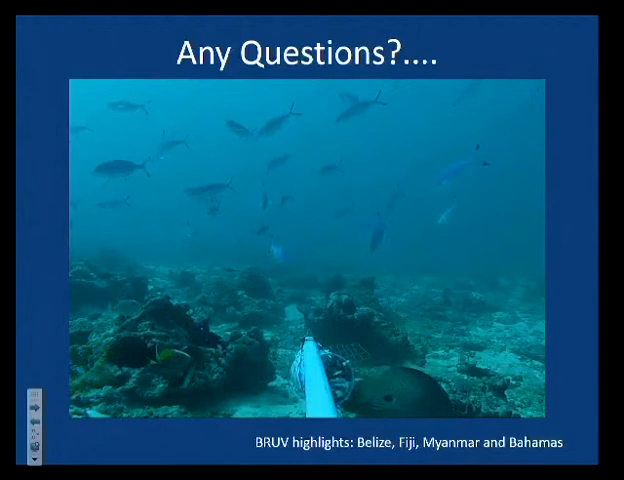 Any Questions?....
BRUV highlights: Belize, Fiji, Myanmar and Bahamas